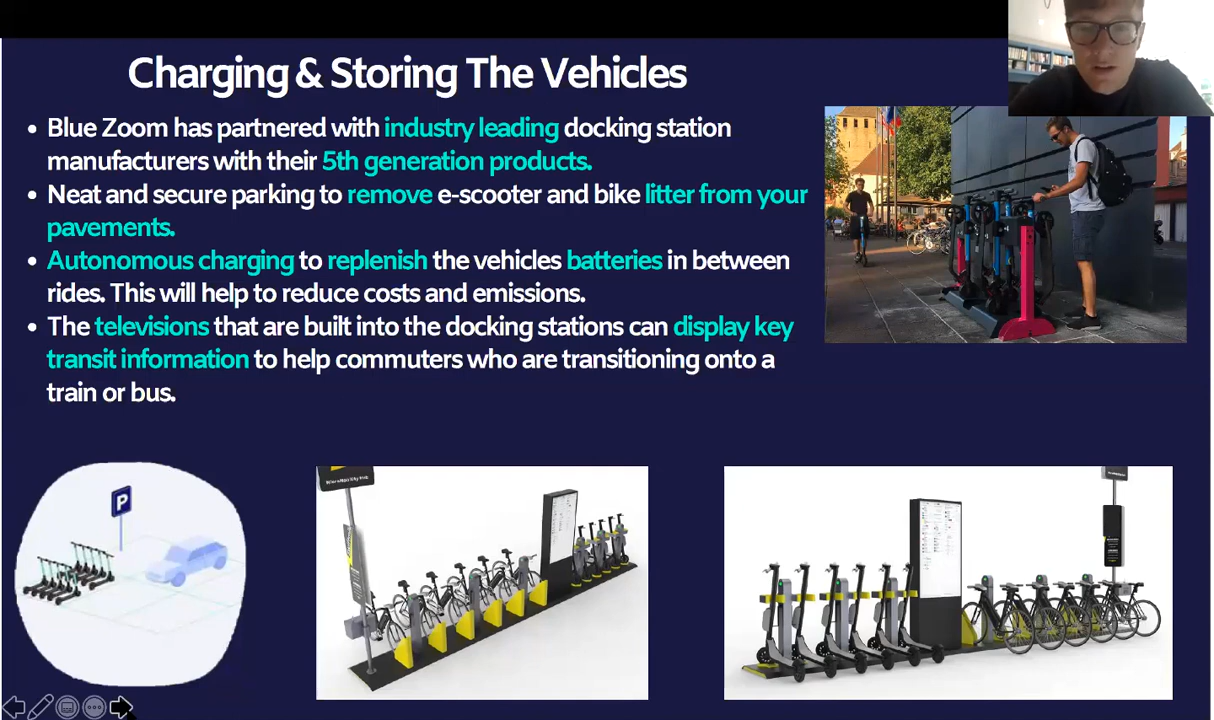 Charging & Storing The Vehicles
• Blue Zoom has partnered with industry leading docking station
manufacturers with their 5th generation products.
• Neat and secure parking to remove e-scooter and bike litter from your
pavements.
• Autonomous charging to replenish the vehicles batteries in between
rides. This will help to reduce costs and emissions.
• The televisions that are built into the docking stations can display key
transit information to help commuters who are transitioning onto a
train or bus.
P